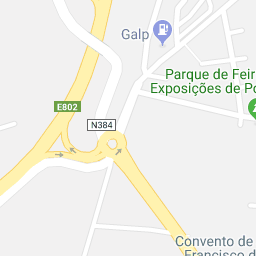 Galp
Parque de Feir
Exposições de Po
E802
N384
Convento de
Francisco d